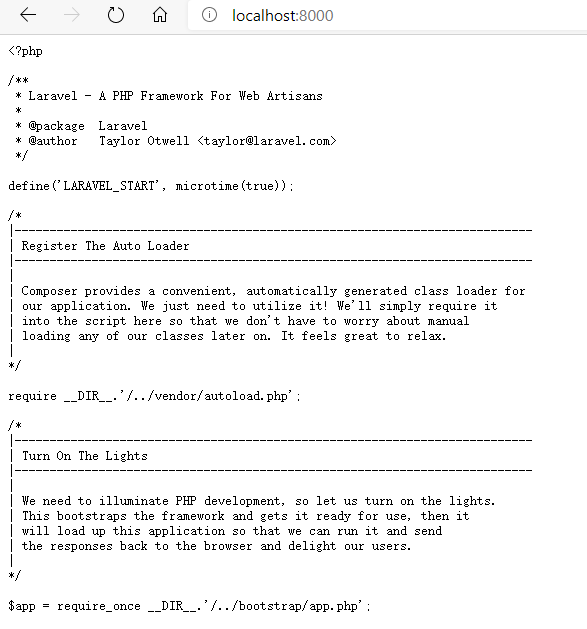 localhost:8000
<?php
/**
 * Laravel - A PHP Framework For Web Artisans
 *
 * @package  Laravel
 * @author   Taylor Otwell <taylor@laravel.com>
 */
define('LARAVEL_START', microtime(true));
/*
|--------------------------------------------------------------------------
| Register The Auto Loader
|--------------------------------------------------------------------------
|
| Composer provides a convenient, automatically generated class loader for
| our application. We just need to utilize it! We'll simply require it
| into the script here so that we don't have to worry about manual
| loading any of our classes later on. It feels great to relax.
|
*/
require __DIR__.'/../vendor/autoload.php';
/*
|--------------------------------------------------------------------------
| Turn On The Lights
|--------------------------------------------------------------------------
|
| We need to illuminate PHP development, so let us turn on the lights.
| This bootstraps the framework and gets it ready for use, then it
| will load up this application so that we can run it and send
| the responses back to the browser and delight our users.
|
*/
$app = require_once __DIR__.'/../bootstrap/app.php';